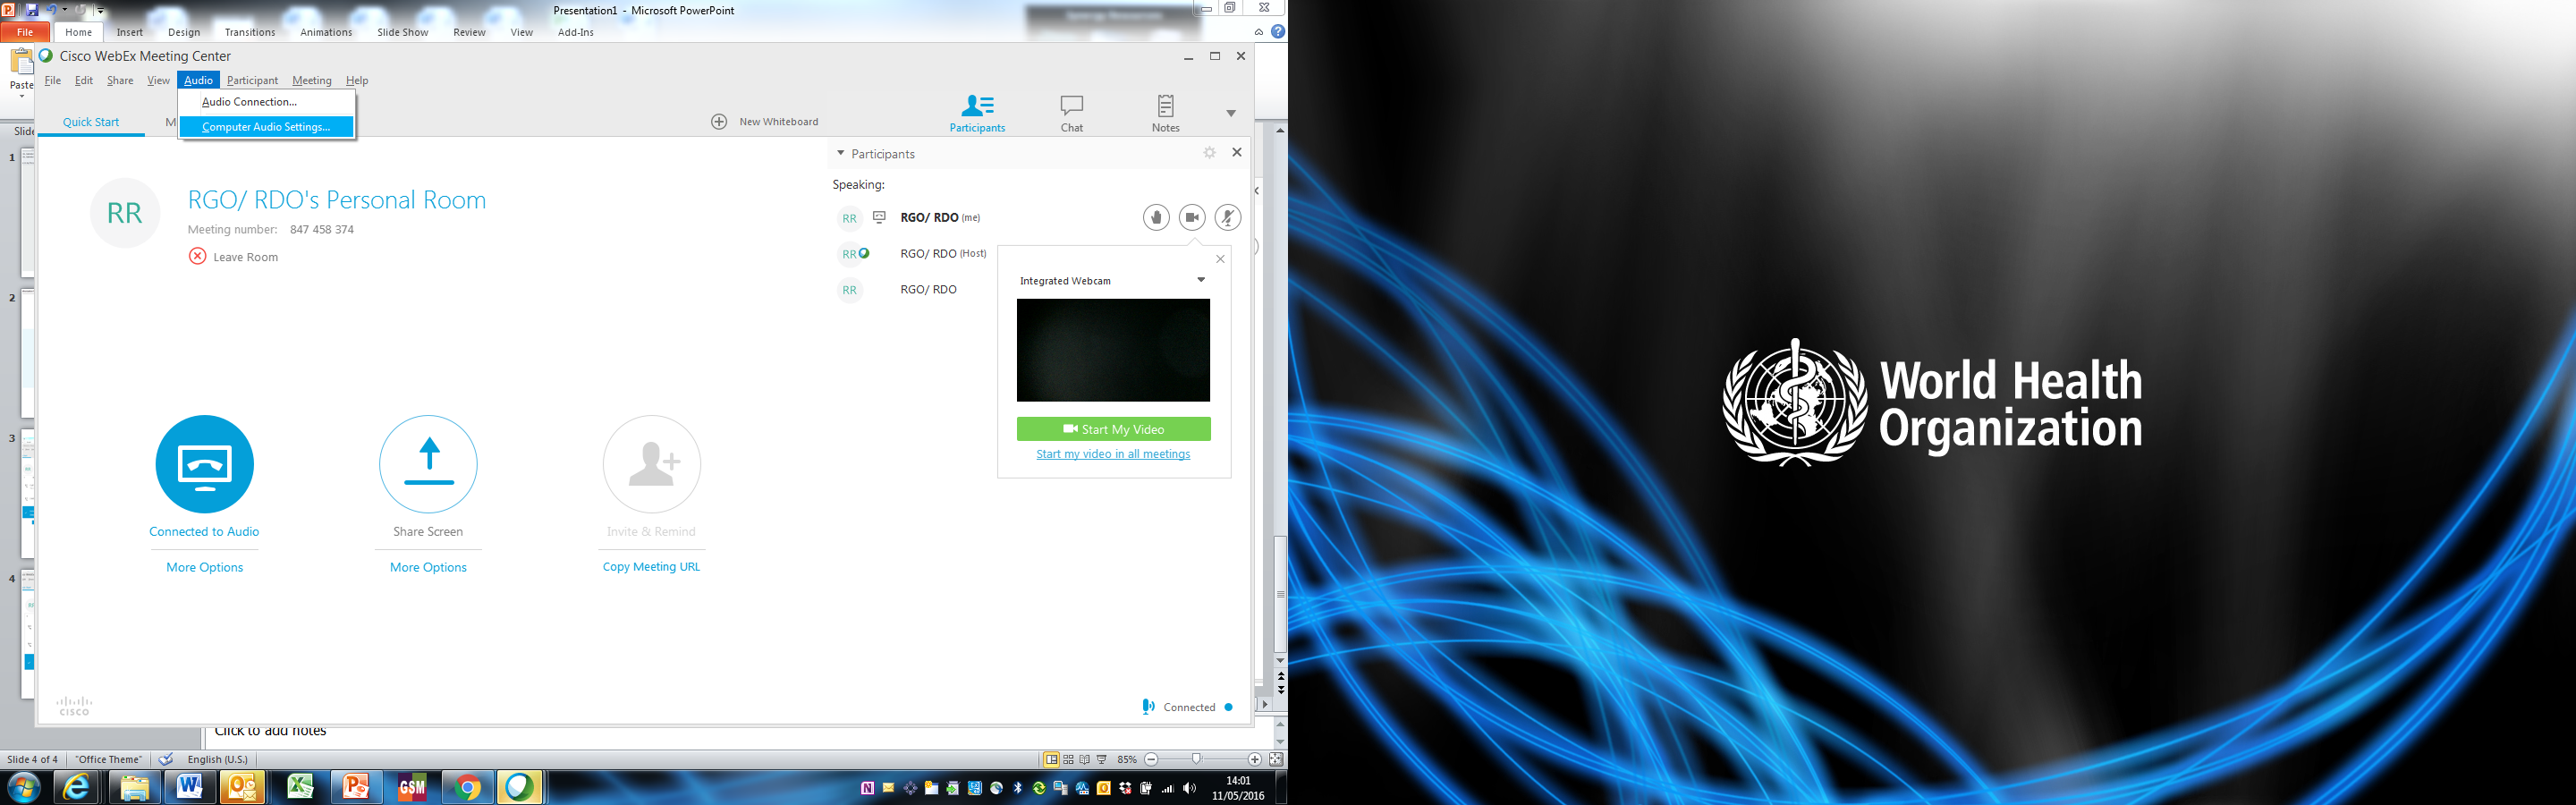 Presentation1 - Microsoft PowerPoint
File Home Insert Design Transitions Animations Slide Show Review View Add-Ins
Paste
Cisco WebEx Meeting Center
File Edit Share View Audio Participant Meeting Help
Audio Connection...
Computer Audio Settings...
Quick Start
M
New Whiteboard
Participants
Chat
Notes
Participants
Speaking:
RR RGO/ RDO (me)
RR RGO/ RDO (Host)
RR RGO/ RDO
RR
RGO/ RDO's Personal Room
Meeting number: 847 458 374
Leave Room
Integrated Webcam
Start My Video
Start my video in all meetings
Connected to Audio
More Options
Share Screen
More Options
Invite & Remind
Copy Meeting URL
CISCO
Connected
1
2
3
4
Click to add notes
Slide 4 of 4 "Office Theme" English (U.S.) 85%
GSM
14:01
11/05/2016
World Health
Organization